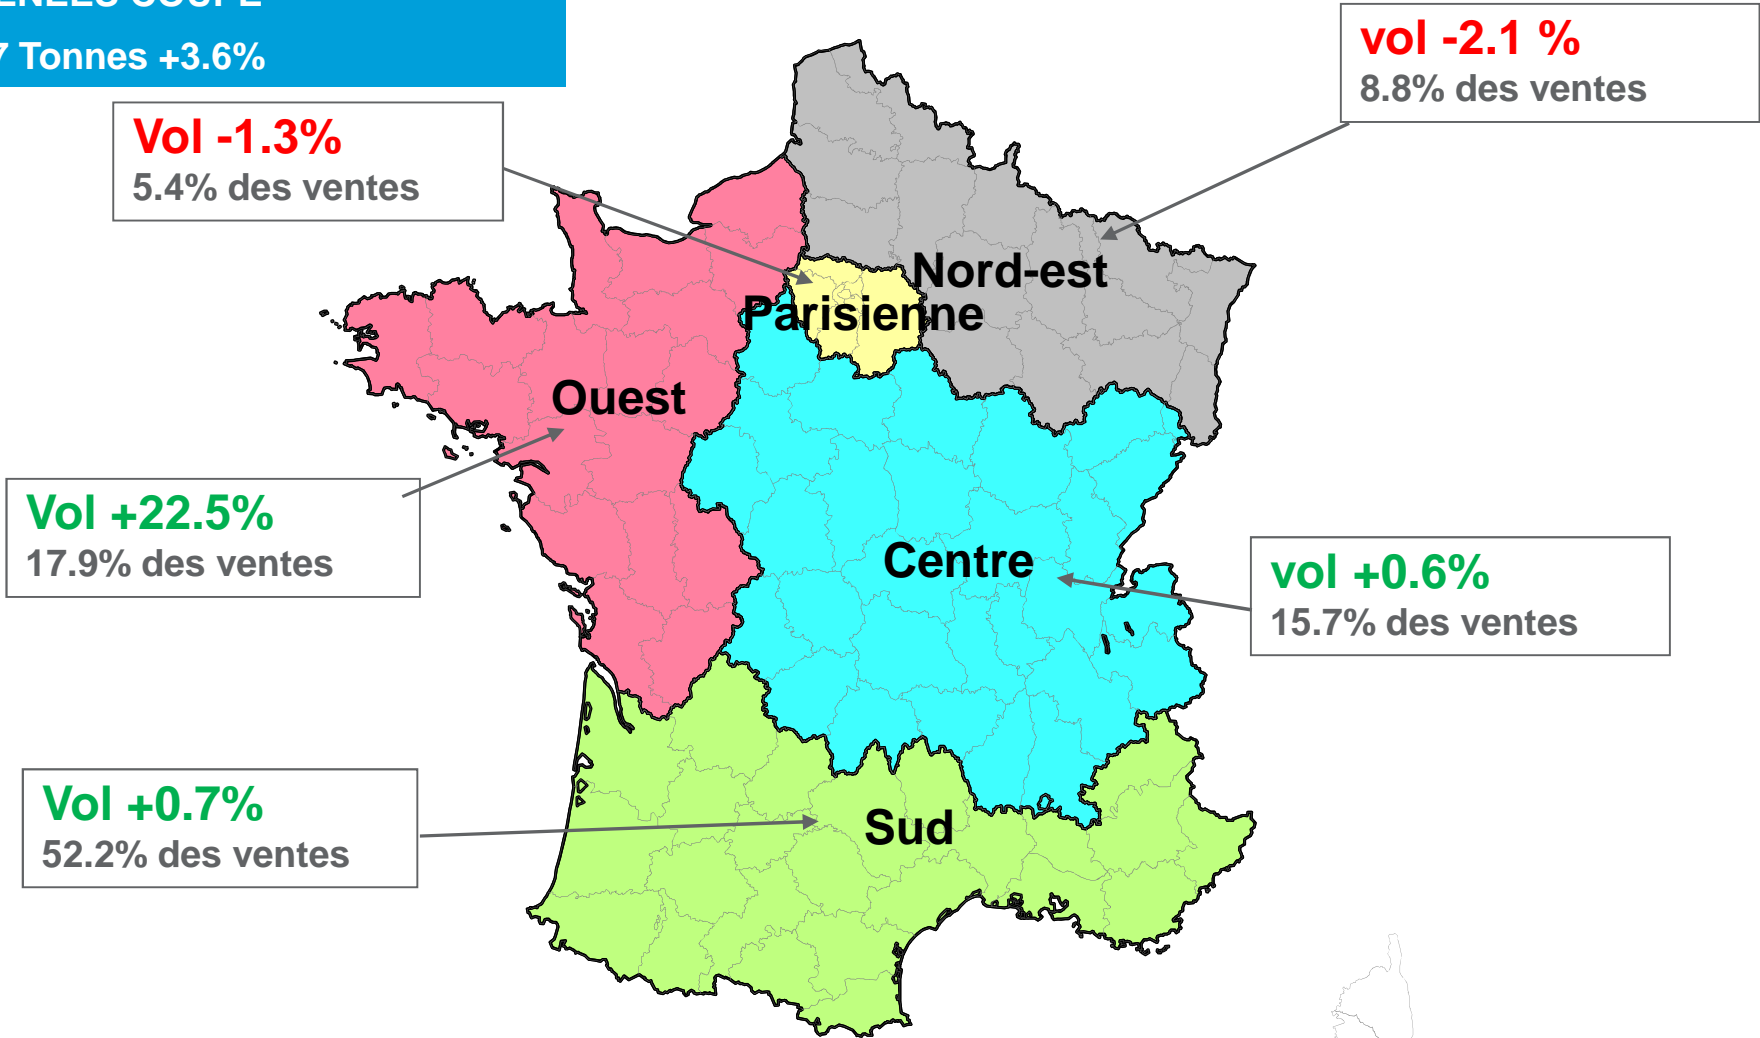 COUPE
7 Tonnes +3.6%
vol -2.1 %
8.8% des ventes
Vol -1.3%
5.4% des ventes
Nord-est
Parisienne
Ouest
Vol +22.5%
17.9% des ventes
Centre
vol +0.6%
15.7% des ventes
Vol +0.7%
52.2% des ventes
Sud